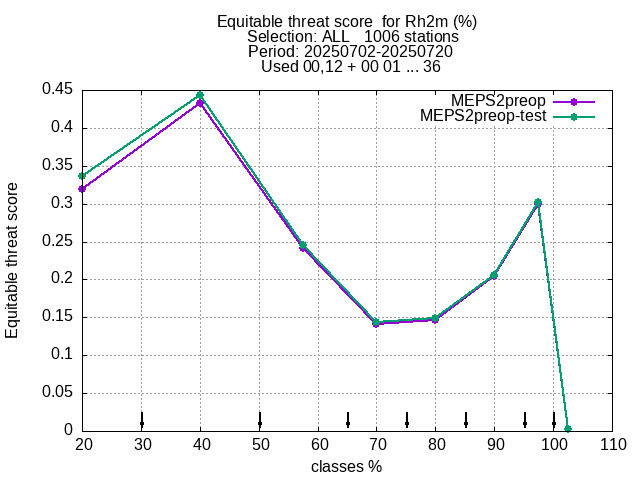 Equitable threat score  for Rh2m (%)
Selection: ALL   1006 stations
Period: 20250702-20250720
Used 00,12 + 00 01 ... 36
MEPS2preop
MEPS2preop-test
Equitable threat score
0.45
0.4
0.35
0.3
0.25
0.2
0.15
0.1
0.05
0
20 30 40 50 60 70 80 90 100 110
classes %